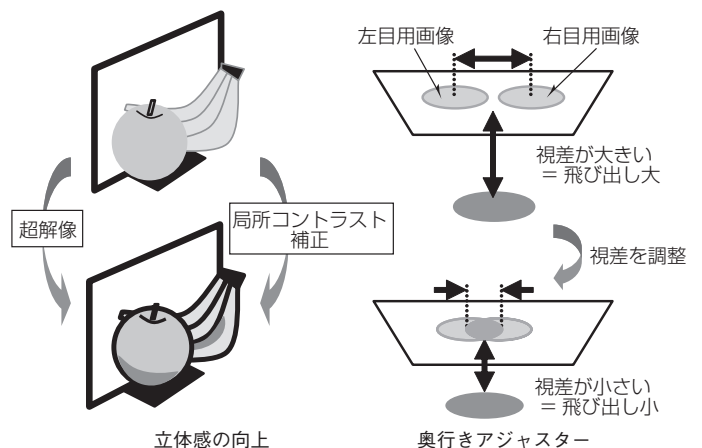 左目用画像
右目用画像
視差が大きい
= 飛び出し大
超解像
局所コントラスト
補正
視差を調整
視差が小さい
= 飛び出し小
立体感の向上
奥行きアジャスター